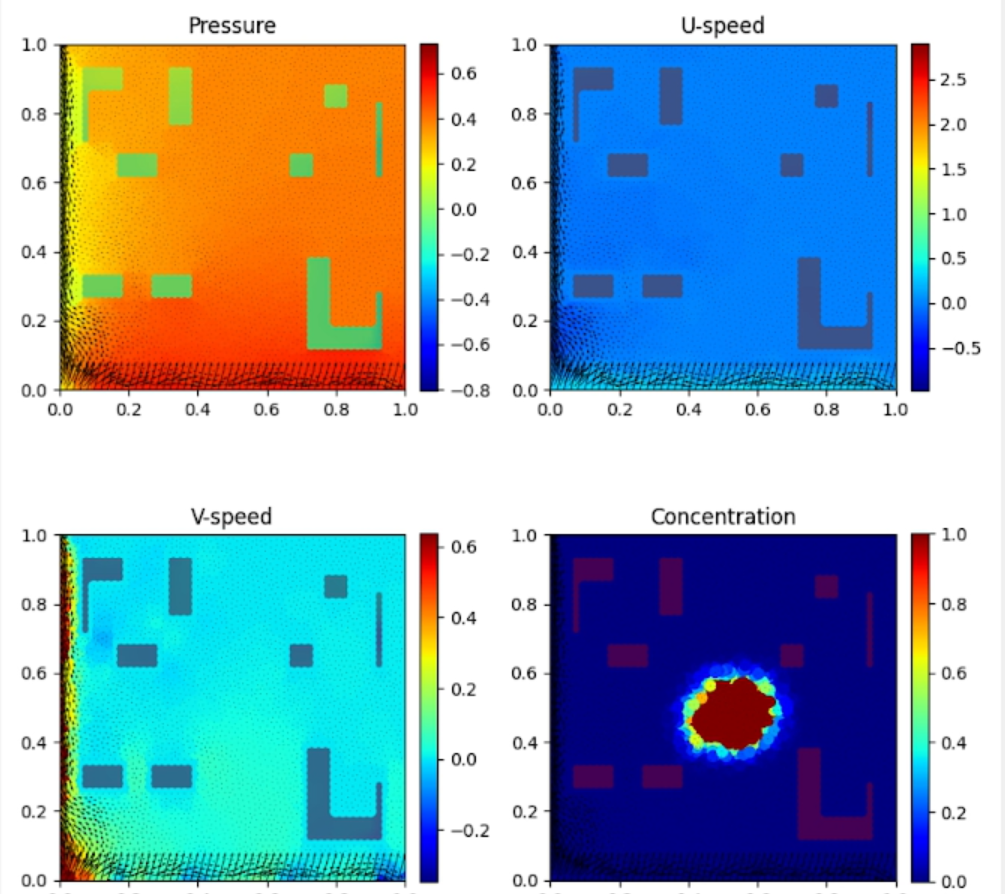 Pressure U-speed
1.0 1.0
0.6 2.5
0.8 0.4 0.8 2.0
0.2 1.5
0.6 0.0 0.6 1.0
0.4 −0.2 0.4 0.5
−0.4 0.0
0.2 −0.6 0.2 −0.5
0.0 −0.8 0.0
0.0 0.2 0.4 0.6 0.8 1.0 0.0 0.2 0.4 0.6 0.8 1.0
V-speed Concentration
1.0 0.6 1.0 1.0
0.8 0.4 0.8 0.8
0.6 0.2 0.6 0.6
0.4 0.0 0.4 0.4
0.2 −0.2 0.2 0.2
0.0 0.0 0.0